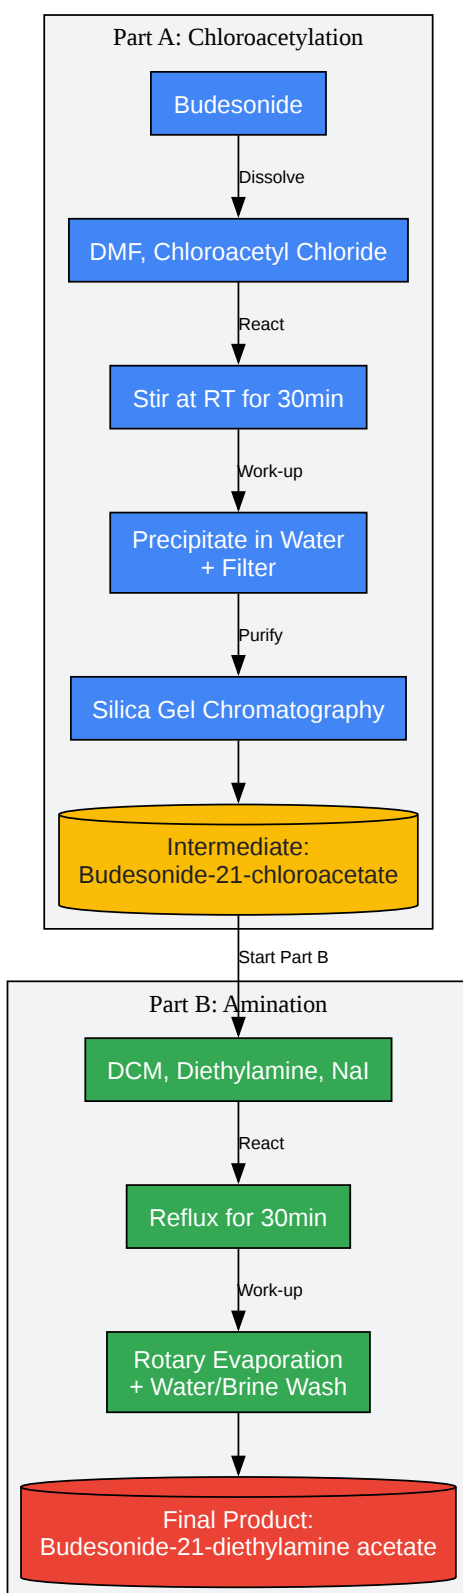 Part A: Chloroacetylation
Budesonide
Dissolve
DMF, Chloroacetyl Chloride
React
Stir at RT for 30min
Work-up
Precipitate in Water
+ Filter
Purify
Silica Gel Chromatography
Intermediate:
Budesonide-21-chloroacetate
Start Part B
Part B: Amination
DCM, Diethylamine, NaI
React
Reflux for 30min
Work-up
Rotary Evaporation
+ Water/Brine Wash
Final Product:
Budesonide-21-diethylamine acetate